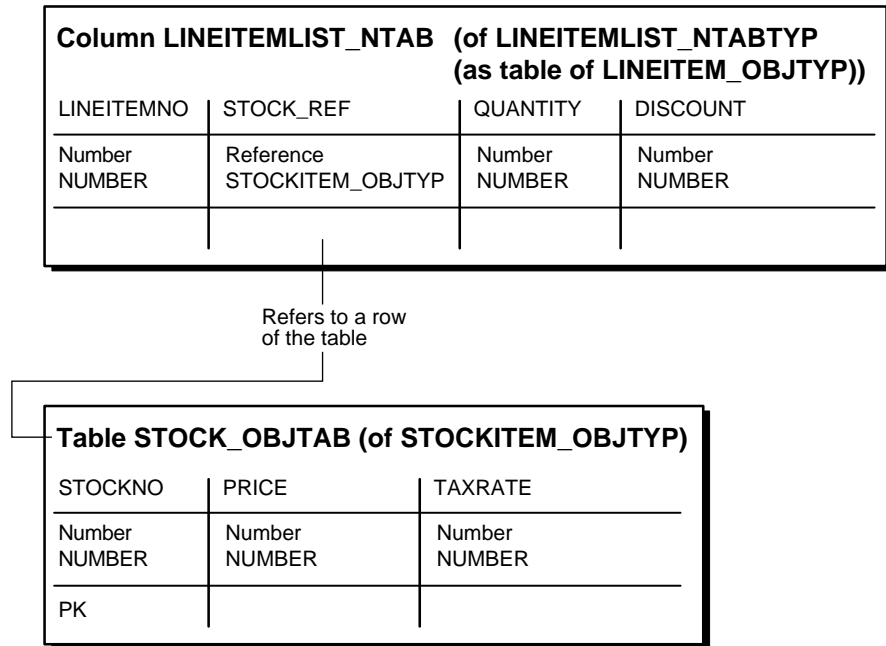 Column LINEITEMLIST_NTAB (of LINEITEMLIST_NTABTYP
(as table of LINEITEM_OBJTYP))
LINEITEMNO STOCK_REF QUANTITY DISCOUNT
Number Reference Number Number
NUMBER STOCKITEM_OBJTYP NUMBER NUMBER
Refers to a row
of the table
Table STOCK_OBJTAB (of STOCKITEM_OBJTYP)
STOCKNO PRICE TAXRATE
Number Number Number
NUMBER NUMBER NUMBER
PK